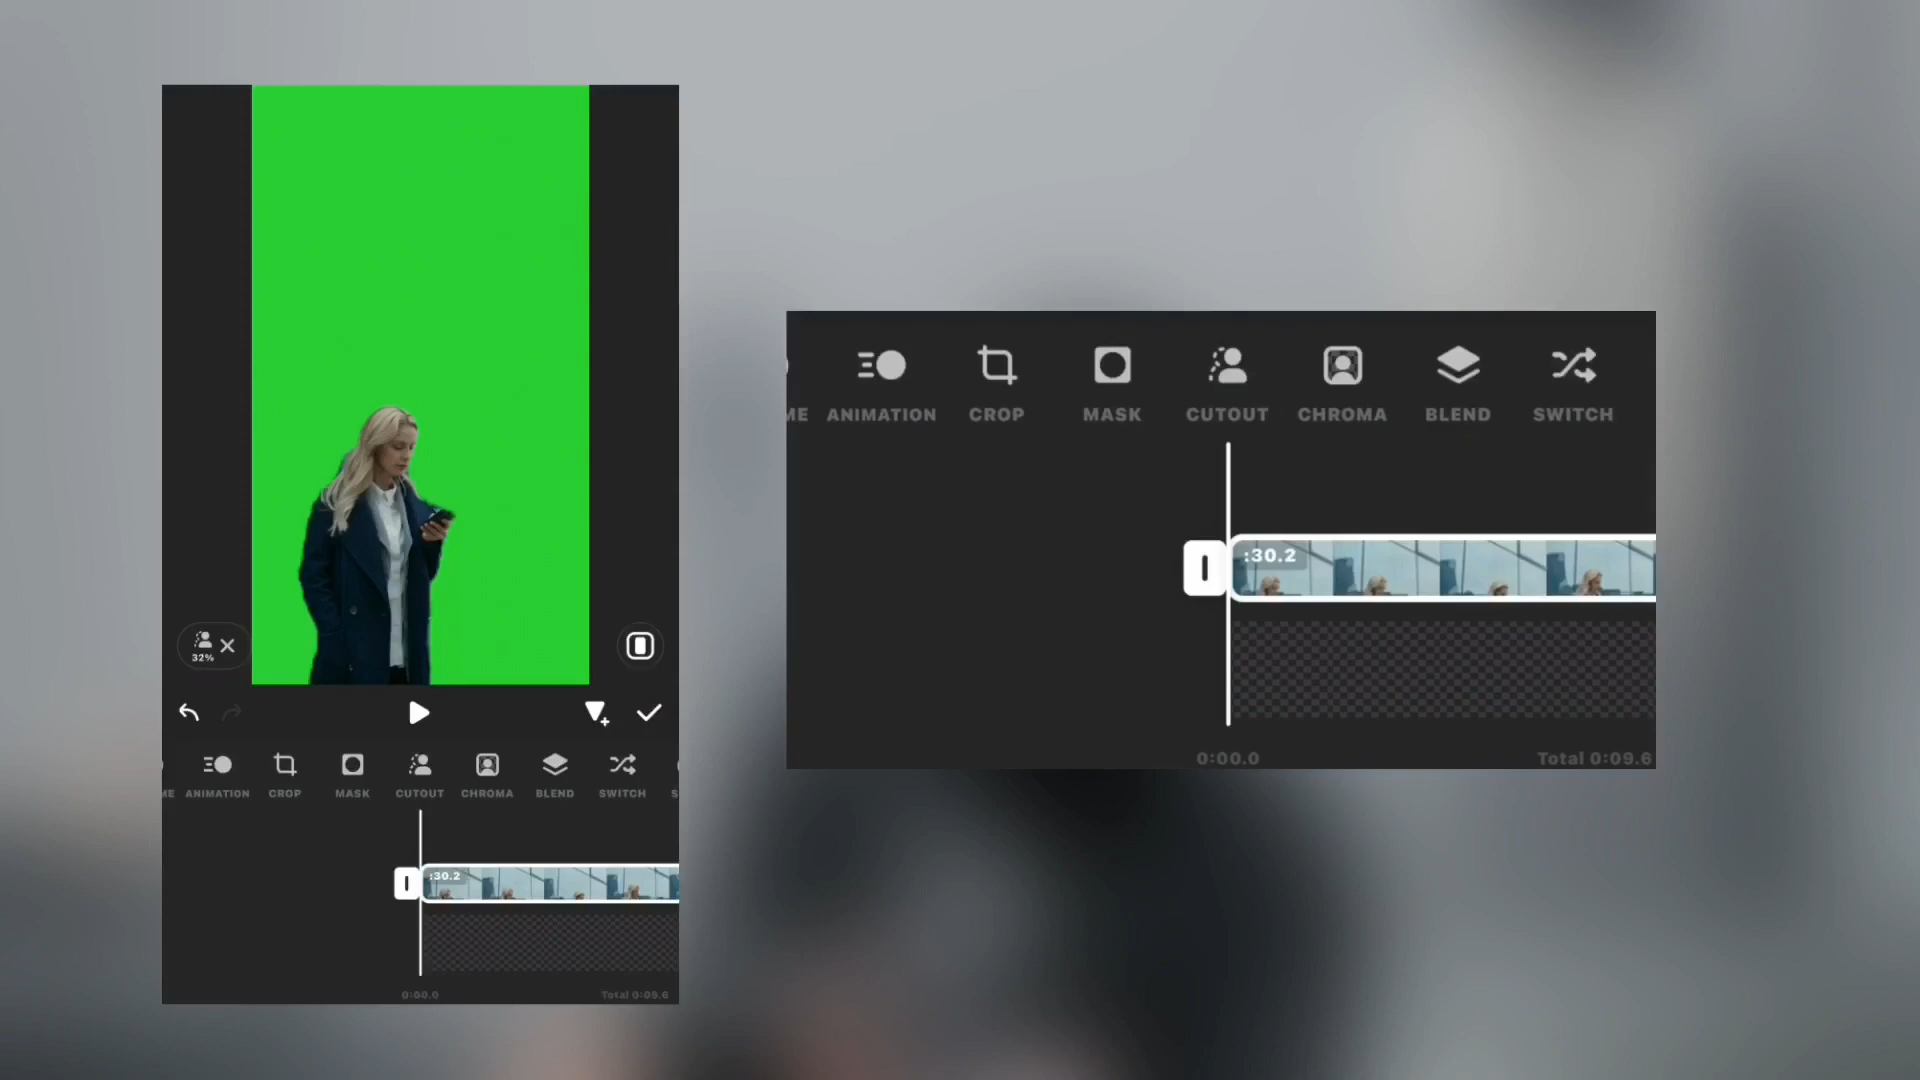 32%
ME ANIMATION CROP MASK CUTOUT CHROMA BLEND SWITCH S
:30.2
0:00.0 Total 0:09.6
ME ANIMATION CROP MASK CUTOUT CHROMA BLEND SWITCH
:30.2
0:00.0 Total 0:09.6